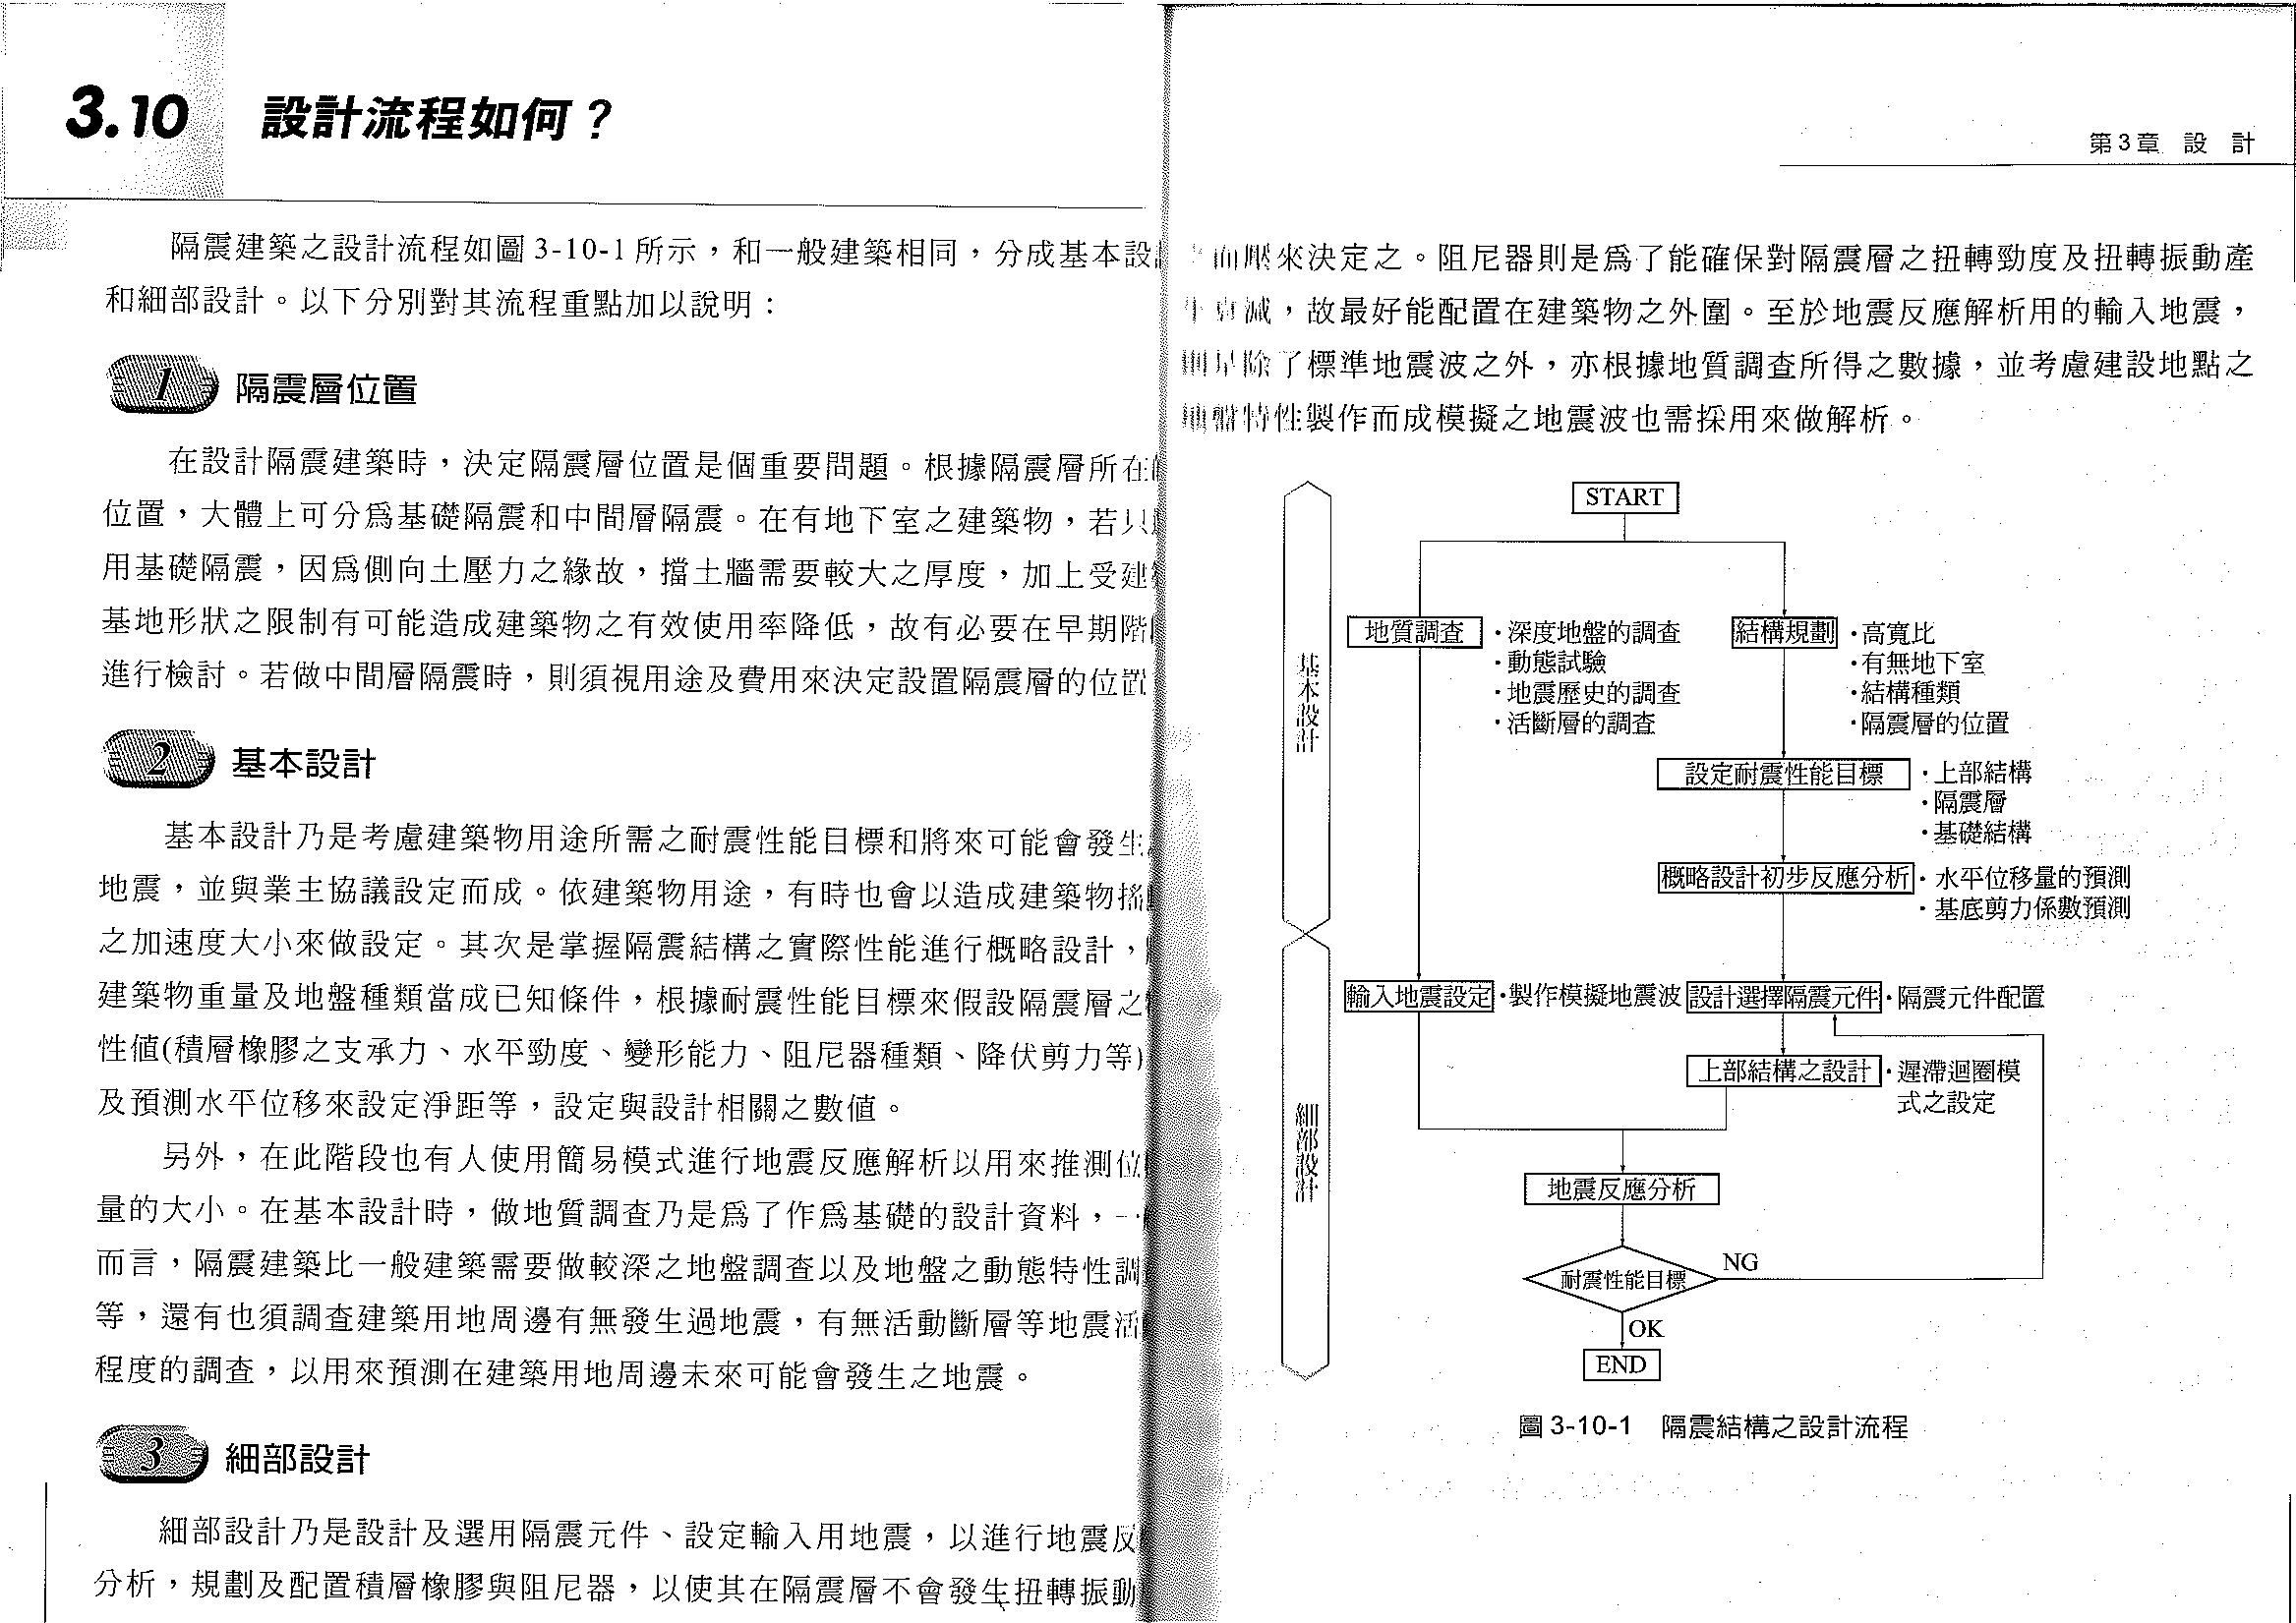 3.10 設計流程如何？
隔震建築之設計流程如圖 3-10-1 所示，和一般建築相同，分成基本設
和細部設計。以下分別對其流程重點加以說明：
1 隔震層位置
在設計隔震建築時，決定隔震層位置是個重要問題。根據隔震層所在
位置，大體上可分爲基礎隔震和中間層隔震。在有地下室之建築物，若只
用基礎隔震，因爲側向土壓力之緣故，擋土牆需要較大之厚度，加上受建
基地形狀之限制有可能造成建築物之有效使用率降低，故有必要在早期階
進行檢討。若做中間層隔震時，則須視用途及費用來決定設置隔震層的位置
2 基本設計
基本設計乃是考慮建築物用途所需之耐震性能目標和將來可能會發生
地震，並與業主協議設定而成。依建築物用途，有時也會以造成建築物搖
之加速度大小來做設定。其次是掌握隔震結構之實際性能進行概略設計，
建築物重量及地盤種類當成已知條件，根據耐震性能目標來假設隔震層之
性值(積層橡膠之支承力、水平勁度、變形能力、阻尼器種類、降伏剪力等)
及預測水平位移來設定淨距等，設定與設計相關之數值。
另外，在此階段也有人使用簡易模式進行地震反應解析以用來推測位
量的大小。在基本設計時，做地質調查乃是爲了作爲基礎的設計資料，一
而言，隔震建築比一般建築需要做較深之地盤調查以及地盤之動態特性調
等，還有也須調查建築用地周邊有無發生過地震，有無活動斷層等地震活
程度的調查，以用來預測在建築用地周邊未來可能會發生之地震。
3 細部設計
細部設計乃是設計及選用隔震元件、設定輸入用地震，以進行地震反
分析，規劃及配置積層橡膠與阻尼器，以使其在隔震層不會發生扭轉振動
第 3 章 設 計
面壓來決定之。阻尼器則是爲了能確保對隔震層之扭轉勁度及扭轉振動產
生衰減，故最好能配置在建築物之外圍。至於地震反應解析用的輸入地震，
則是除了標準地震波之外，亦根據地質調查所得之數據，並考慮建設地點之
地盤特性製作而成模擬之地震波也需採用來做解析。
START
基本設計
地質調查
・深度地盤的調查
・動態試驗
・地震歷史的調查
・活斷層的調查
結構規劃
・高寬比
・有無地下室
・結構種類
・隔震層的位置
設定耐震性能目標
・上部結構
・隔震層
・基礎結構
概略設計初步反應分析
・水平位移量的預測
・基底剪力係數預測
細部設計
輸入地震設定
・製作模擬地震波
設計選擇隔震元件
・隔震元件配置
上部結構之設計
・遲滯迴圈模
式之設定
地震反應分析
耐震性能目標
NG
OK
END
圖 3-10-1 隔震結構之設計流程